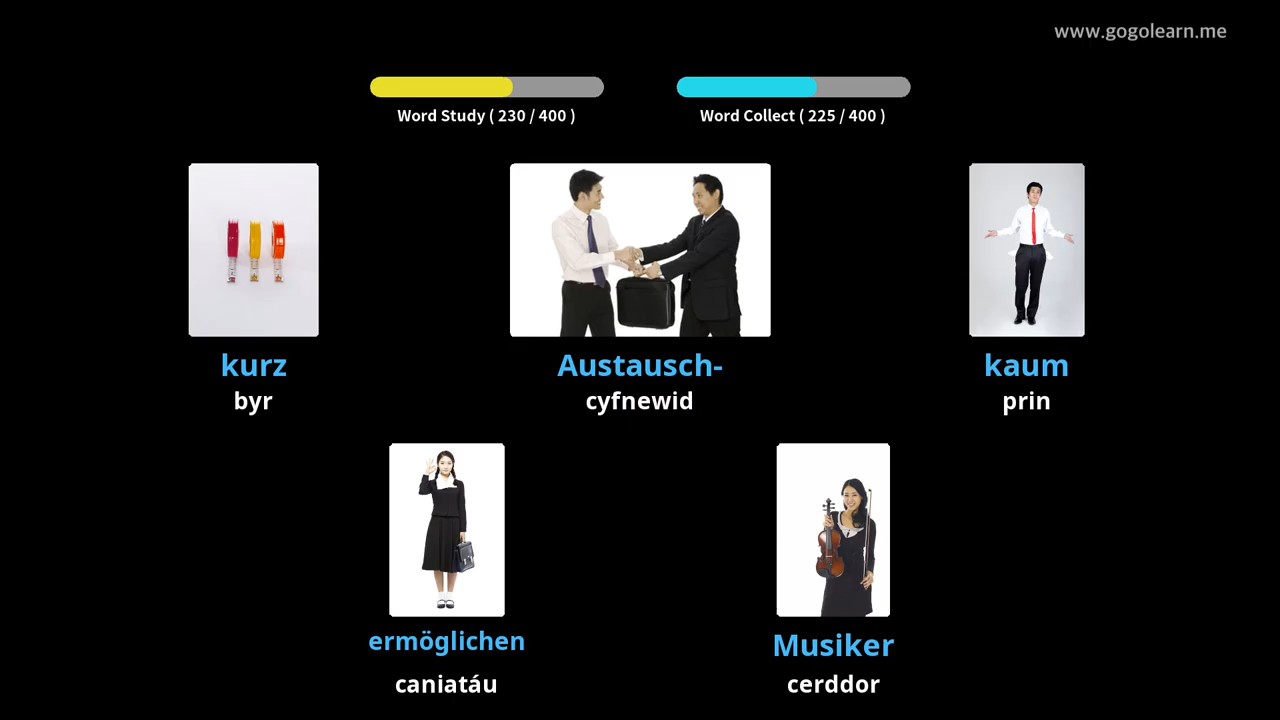 www.gogolearn.me
Word Study ( 230 / 400 )
Word Collect ( 225 / 400 )
kurz
byr
Austausch-
cyfnewid
kaum
prin
ermöglichen
caniatáu
Musiker
cerddor